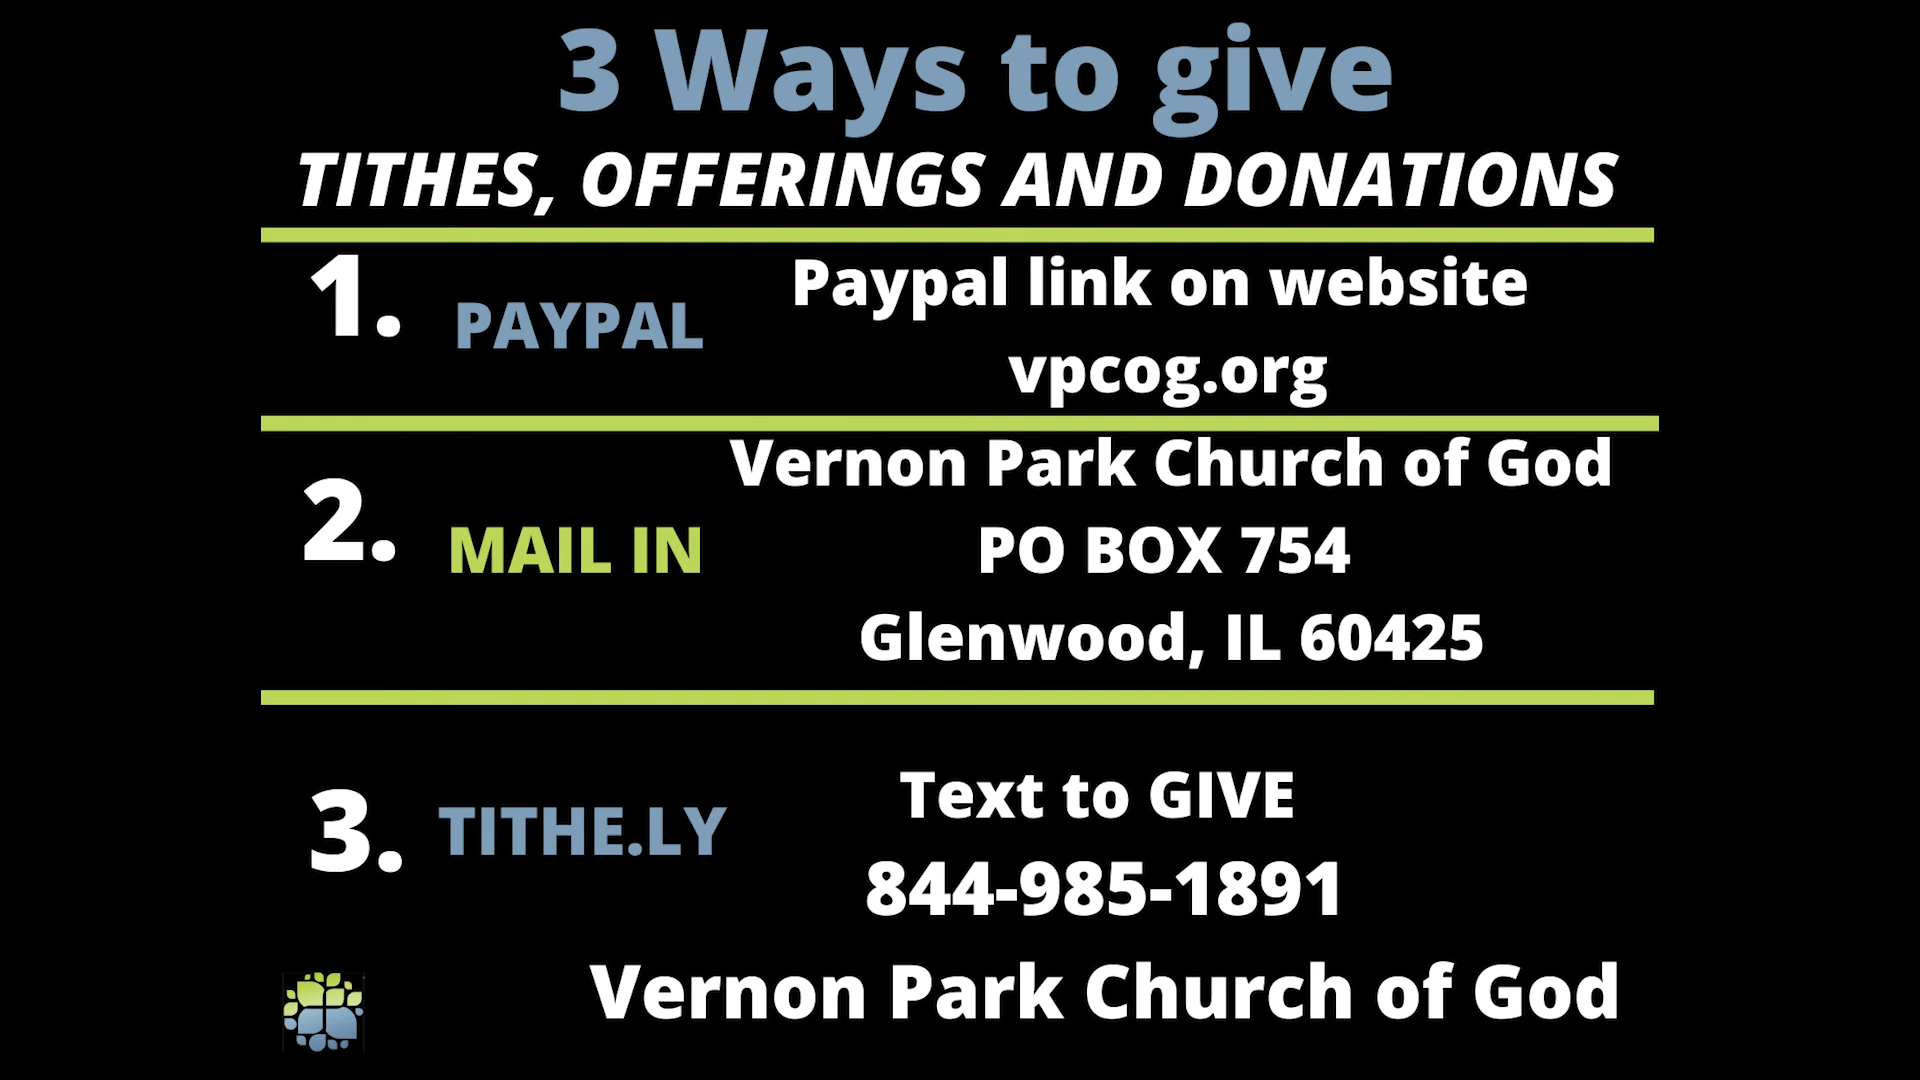 3 Ways to give
TITHES, OFFERINGS AND DONATIONS
1. PAYPAL
Paypal link on website
vpcog.org
2. MAIL IN
Vernon Park Church of God
PO BOX 754
Glenwood, IL 60425
3. TITHE.LY
Text to GIVE
844-985-1891
Vernon Park Church of God